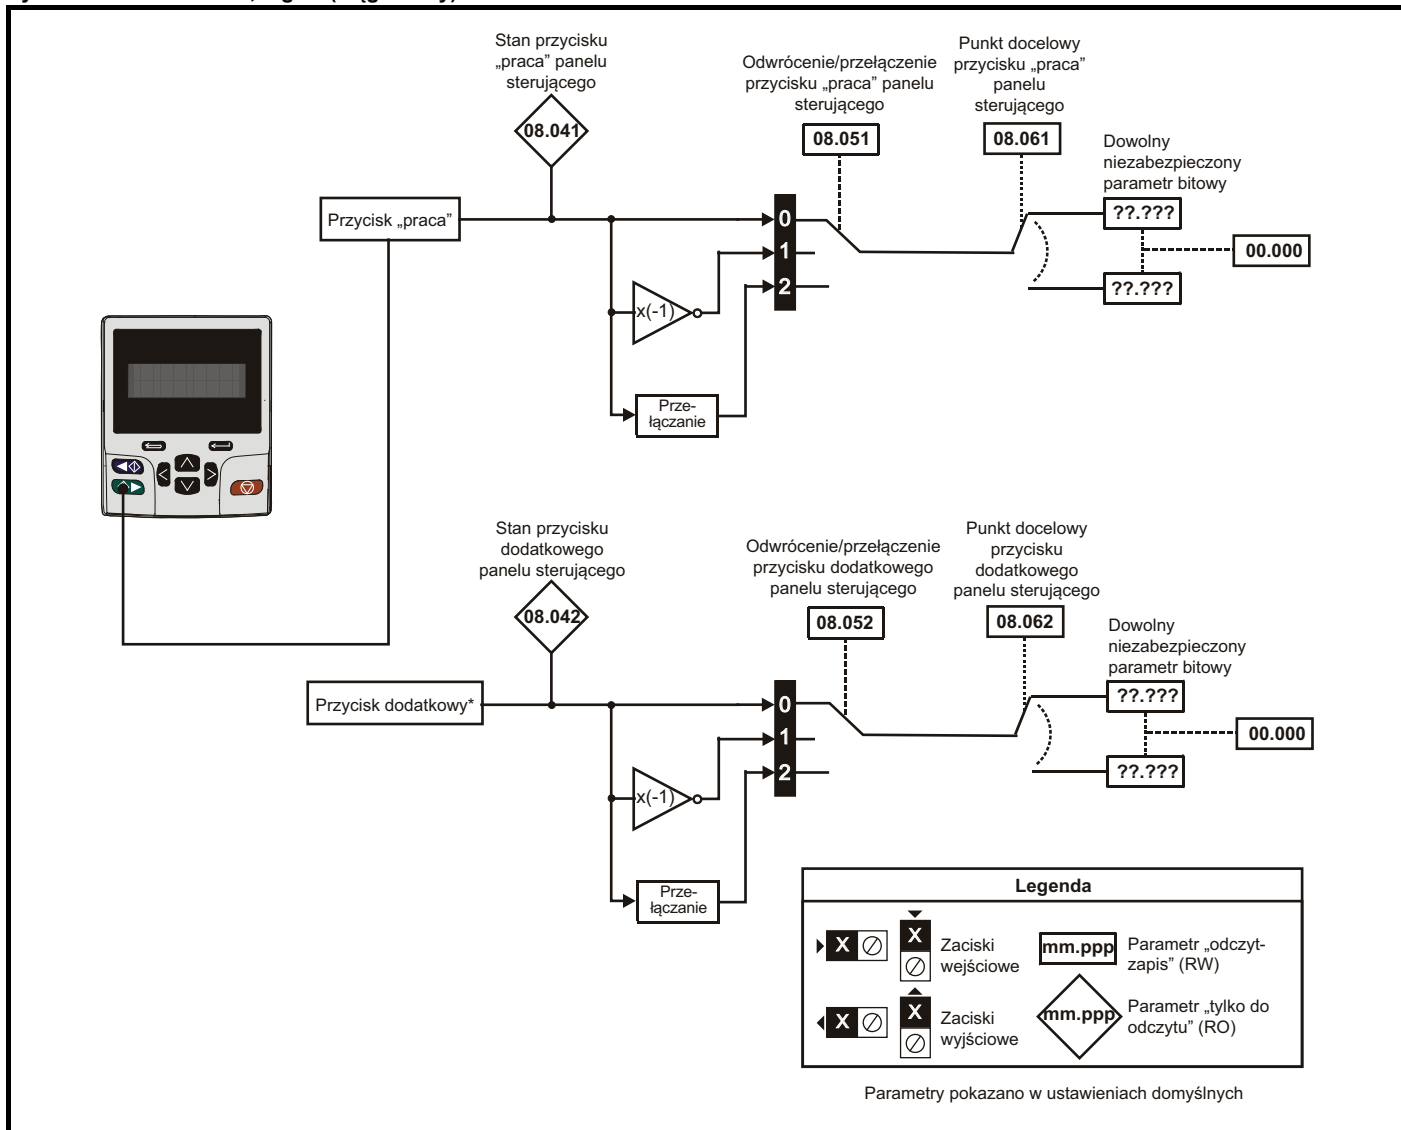 Stan przycisku
„praca” panelu
sterującego
08.041
Odwrócenie/przełączenie
przycisku „praca” panelu
sterującego
08.051
Punkt docelowy
przycisku „praca”
panelu
sterującego
08.061
Dowolny
niezabezpieczony
parametr bitowy
??.???
??.???
00.000
Przycisk „praca”
0
1
2
x(-1)
Prze-
łączanie
Stan przycisku
dodatkowego
panelu sterującego
08.042
Odwrócenie/przełączenie
przycisku dodatkowego
panelu sterującego
08.052
Punkt docelowy
przycisku
dodatkowego
panelu sterującego
08.062
Dowolny
niezabezpieczony
parametr bitowy
??.???
??.???
00.000
Przycisk dodatkowy*
0
1
2
x(-1)
Prze-
łączanie
Legenda
X
X
Zaciski
wejściowe
mm.ppp
Parametr „odczyt-
zapis” (RW)
X
X
Zaciski
wyjściowe
mm.ppp
Parametr „tylko do
odczytu” (RO)
Parametry pokazano w ustawieniach domyślnych